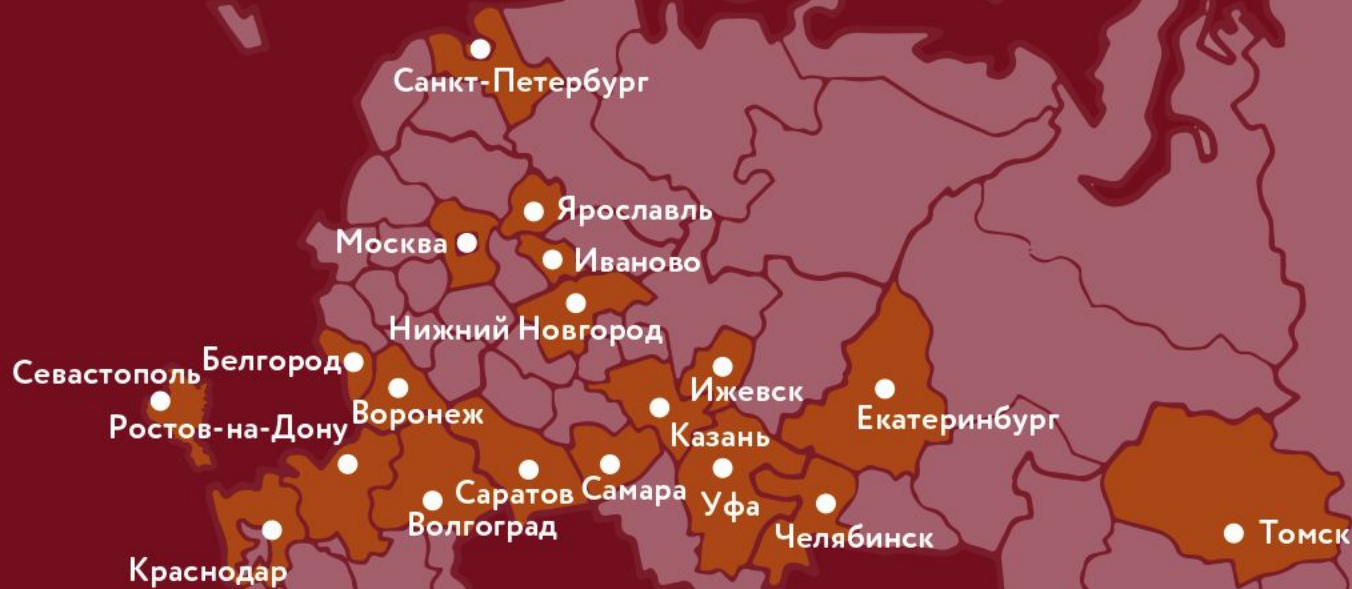 Санкт-Петербург
Ярославль
Москва
Иваново
Нижний Новгород
Белгород
Севастополь
Ижевск
Воронеж
Екатеринбург
Ростов-на-Дону
Казань
Саратов
Самара
Уфа
Волгоград
Челябинск
Томск
Краснодар